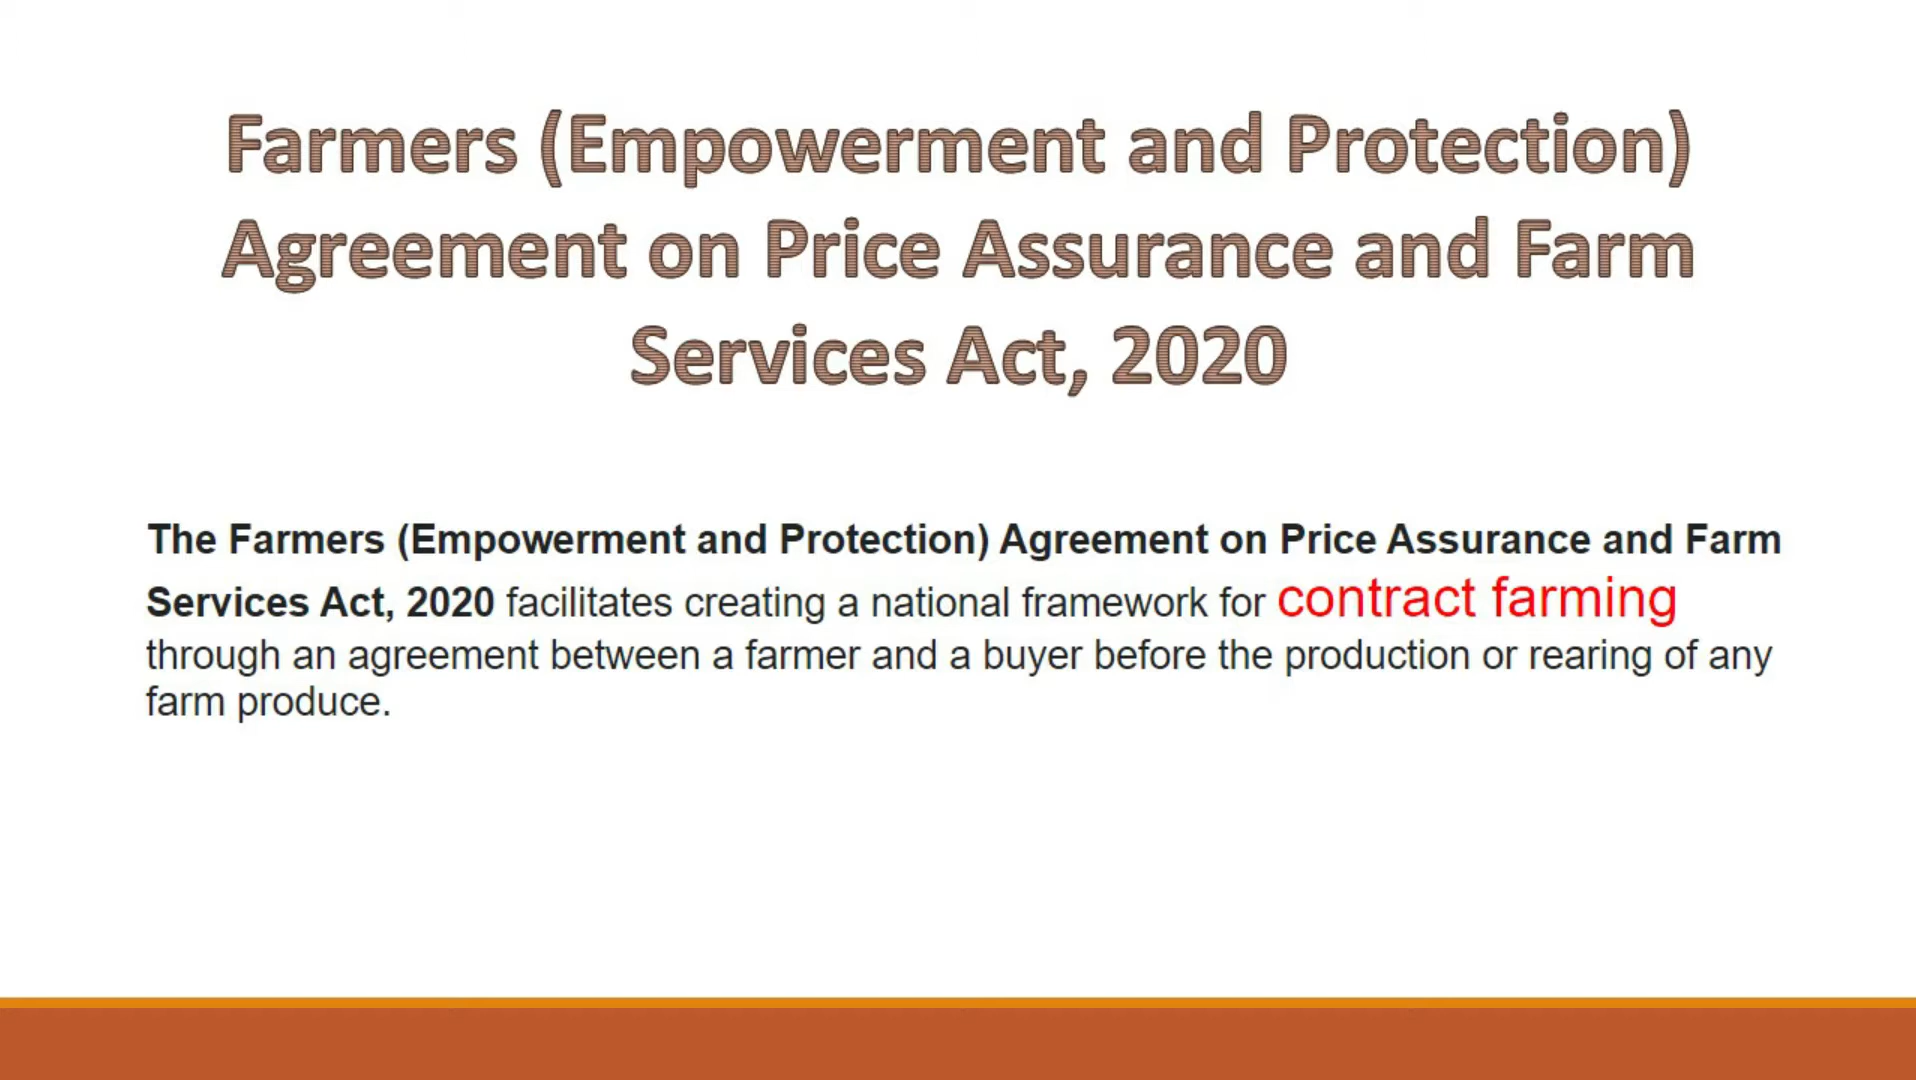 Farmers (Empowerment and Protection)
Agreement on Price Assurance and Farm
Services Act, 2020
The Farmers (Empowerment and Protection) Agreement on Price Assurance and Farm
Services Act, 2020 facilitates creating a national framework for contract farming
through an agreement between a farmer and a buyer before the production or rearing of any
farm produce.